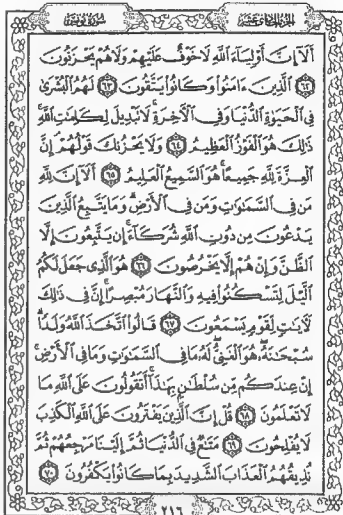 الجزء الحادي عشر سورة يونس
أَلَآ إِنَّ أَوْلِيَآءَ ٱللَّهِ لَا خَوْفٌ عَلَيْهِمْ وَلَا هُمْ يَحْزَنُونَ
٦٢ ٱلَّذِينَ ءَامَنُوا۟ وَكَانُوا۟ يَتَّقُونَ ٦٣ لَهُمُ ٱلْبُشْرَىٰ
فِى ٱلْحَيَوٰةِ ٱلدُّنْيَا وَفِى ٱلْءَاخِرَةِ لَا تَبْدِيلَ لِكَلِمَٰتِ ٱللَّهِ
ذَٰلِكَ هُوَ ٱلْفَوْزُ ٱلْعَظِيمُ ٦٤ وَلَا يَحْزُنكَ قَوْلُهُمْ إِنَّ
ٱلْعِزَّةَ لِلَّهِ جَمِيعًا هُوَ ٱلسَّمِيعُ ٱلْعَلِيمُ ٦٥ أَلَآ إِنَّ لِلَّهِ
مَن فِى ٱلسَّمَٰوَٰتِ وَمَن فِى ٱلْأَرْضِ وَمَا يَتَّبِعُ ٱلَّذِينَ
يَدْعُونَ مِن دُونِ ٱللَّهِ شُرَكَآءَ إِن يَتَّبِعُونَ إِلَّا
ٱلظَّنَّ وَإِنْ هُمْ إِلَّا يَخْرُصُونَ ٦٦ هُوَ ٱلَّذِى جَعَلَ لَكُمُ
ٱلَّيْلَ لِتَسْكُنُوا۟ فِيهِ وَٱلنَّهَارَ مُبْصِرًا إِنَّ فِى ذَٰلِكَ
لَءَايَٰتٍ لِّقَوْمٍ يَسْمَعُونَ ٦٧ قَالُوا۟ ٱتَّخَذَ ٱللَّهُ وَلَدًا
سُبْحَٰنَهُۥ هُوَ ٱلْغَنِىُّ لَهُۥ مَا فِى ٱلسَّمَٰوَٰتِ وَمَا فِى ٱلْأَرْضِ
إِنْ عِندَكُم مِّن سُلْطَٰنٍۭ بِهَٰذَآ أَتَقُولُونَ عَلَى ٱللَّهِ مَا
لَا تَعْلَمُونَ ٦٨ قُلْ إِنَّ ٱلَّذِينَ يَفْتَرُونَ عَلَى ٱللَّهِ ٱلْكَذِبَ
لَا يُفْلِحُونَ ٦٩ مَتَٰعٌ فِى ٱلدُّنْيَا ثُمَّ إِلَيْنَا مَرْجِعُهُمْ ثُمَّ
نُذِيقُهُمُ ٱلْعَذَابَ ٱلشَّدِيدَ بِمَا كَانُوا۟ يَكْفُرُونَ ٧٠
٢١٦